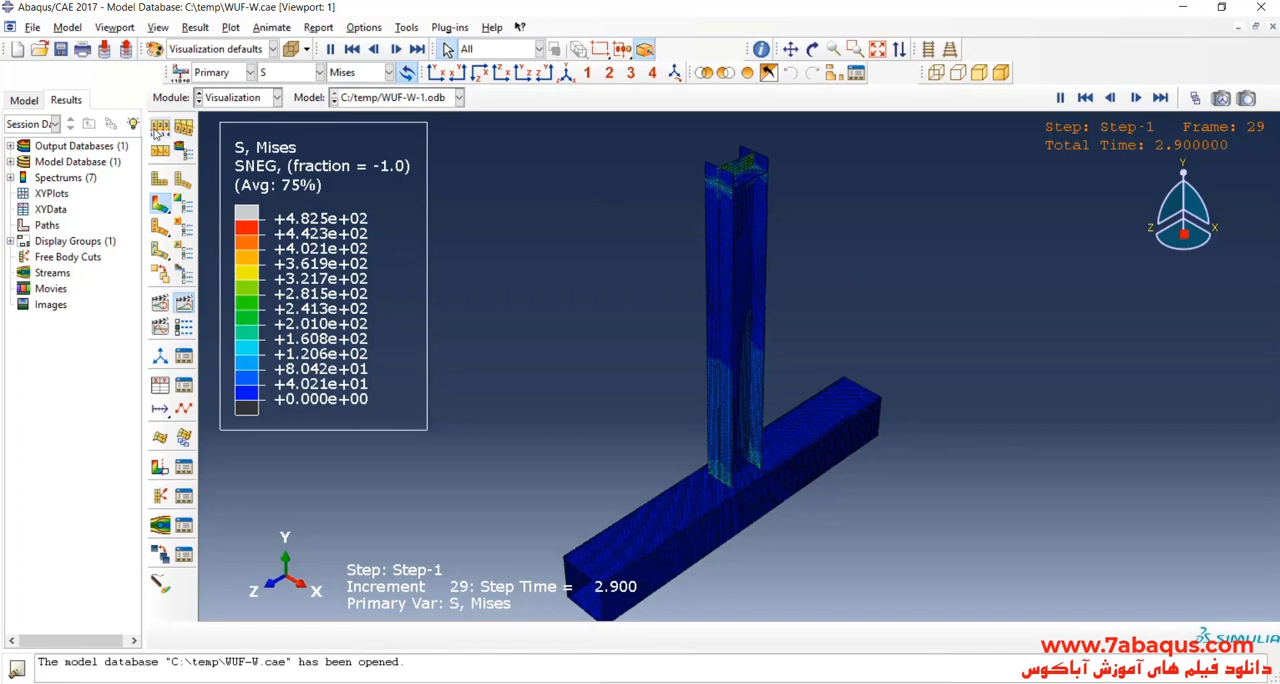 Abaqus/CAE 2017 - Model Database: C:\temp\WUF-W.cae [Viewport: 1]
File Model Viewport View Result Plot Animate Report Options Tools Plug-ins Help
Visualization defaults All
Primary S Mises 1 2 3 4
Model Results Module: Visualization Model: C:/temp/WUF-W-1.odb
Session Da
Output Databases (1)
Model Database (1)
Spectrums (7)
XYPlots
XYData
Paths
Display Groups (1)
Free Body Cuts
Streams
Movies
Images
S, Mises
SNEG, (fraction = -1.0)
(Avg: 75%)
+4.825e+02
+4.423e+02
+4.021e+02
+3.619e+02
+3.217e+02
+2.815e+02
+2.413e+02
+2.010e+02
+1.608e+02
+1.206e+02
+8.042e+01
+4.021e+01
+0.000e+00
Step: Step-1 Frame: 29
Total Time: 2.900000
Y
Z X
Y
Z X
Step: Step-1
Increment 29: Step Time = 2.900
Primary Var: S, Mises
SIMULIA
The model database "C:\temp\WUF-W.cae" has been opened.
www.7abaqus.com
دانلود فیلم های آموزش آباکوس